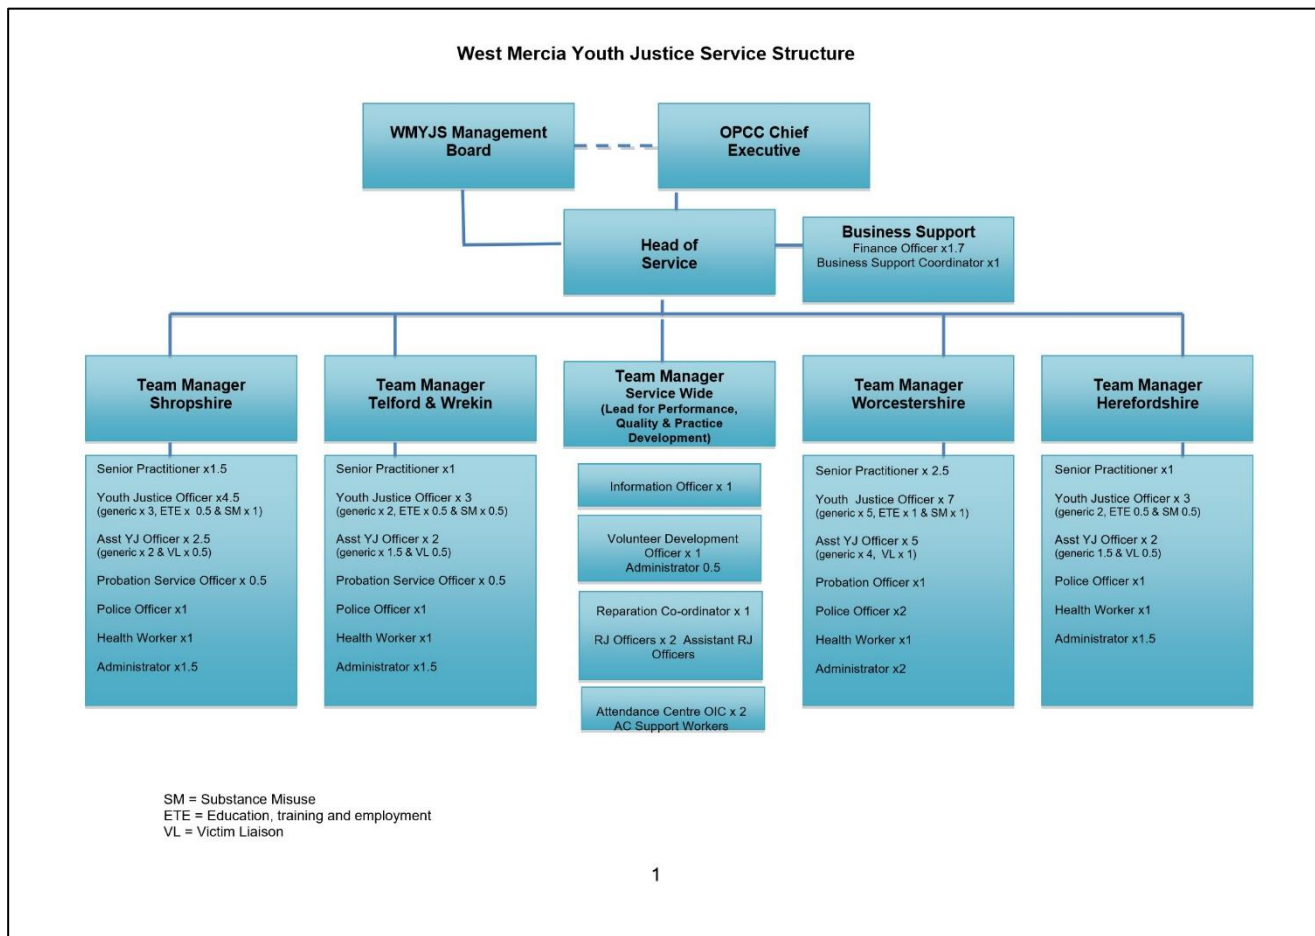 West Mercia Youth Justice Service Structure
WMYJS Management
Board
OPCC Chief
Executive
Head of
Service
Business Support
Finance Officer x1.7
Business Support Coordinator x1
Team Manager
Shropshire
Senior Practitioner x1.5
Youth Justice Officer x4.5
(generic x 3, ETE x  0.5 & SM x 1)
Asst YJ Officer x 2.5
(generic x 2 & VL x 0.5)
Probation Service Officer x 0.5
Police Officer x1
Health Worker x1
Administrator x1.5
Team Manager
Telford & Wrekin
Senior Practitioner x1
Youth Justice Officer x 3
(generic x 2, ETE x 0.5 & SM x 0.5)
Asst YJ Officer x 2
(generic x 1.5 & VL 0.5)
Probation Service Officer x 0.5
Police Officer x1
Health Worker x1
Administrator x1.5
Team Manager
Service Wide
(Lead for Performance,
Quality & Practice
Development)
Information Officer x 1
Volunteer Development
Officer x 1
Administrator 0.5
Reparation Co-ordinator x 1
RJ Officers x 2  Assistant RJ
Officers
Attendance Centre OIC x 2
AC Support Workers
Team Manager
Worcestershire
Senior Practitioner x 2.5
Youth  Justice Officer x 7
(generic x 5, ETE x 1 & SM x 1)
Asst YJ Officer x 5
(generic x 4,  VL x 1)
Probation Officer x1
Police Officer x2
Health Worker x1
Administrator x2
Team Manager
Herefordshire
Senior Practitioner x1
Youth Justice Officer x 3
(generic 2, ETE 0.5 & SM 0.5)
Asst YJ Officer x 2
(generic 1.5 & VL 0.5)
Police Officer x1
Health Worker x1
Administrator x1.5
SM = Substance Misuse
ETE = Education, training and employment
VL = Victim Liaison
1